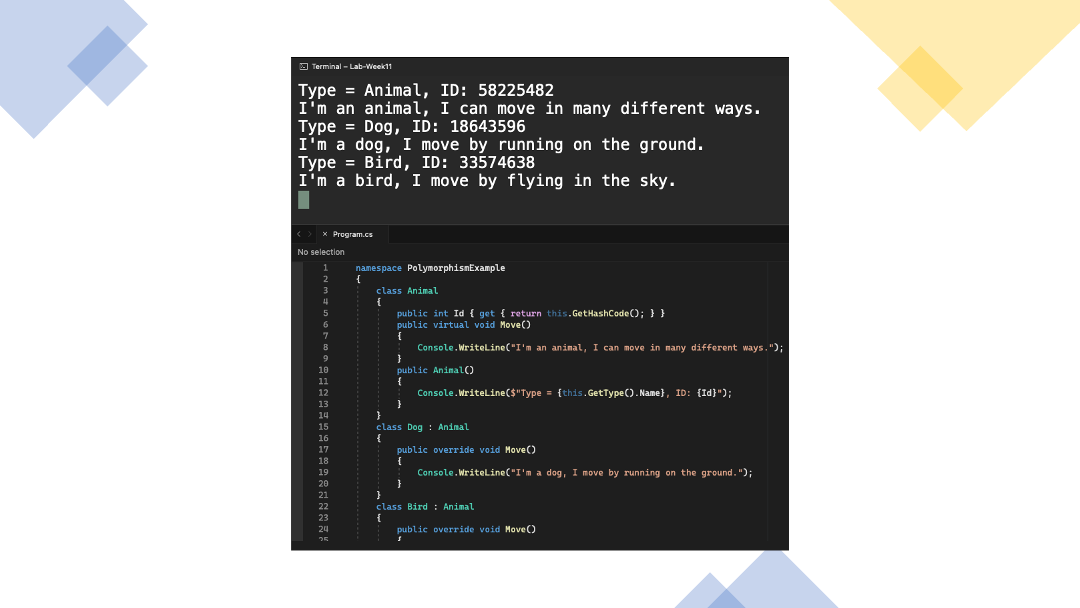 Terminal – Lab-Week11
Type = Animal, ID: 58225482
I'm an animal, I can move in many different ways.
Type = Dog, ID: 18643596
I'm a dog, I move by running on the ground.
Type = Bird, ID: 33574638
I'm a bird, I move by flying in the sky.
< > × Program.cs
No selection
1 namespace PolymorphismExample
2 {
3 class Animal
4 {
5 public int Id { get { return this.GetHashCode(); } }
6 public virtual void Move()
7 {
8 Console.WriteLine("I'm an animal, I can move in many different ways.");
9 }
10 public Animal()
11 {
12 Console.WriteLine($"Type = {this.GetType().Name}, ID: {Id}");
13 }
14 }
15 class Dog : Animal
16 {
17 public override void Move()
18 {
19 Console.WriteLine("I'm a dog, I move by running on the ground.");
20 }
21 }
22 class Bird : Animal
23 {
24 public override void Move()
25 {